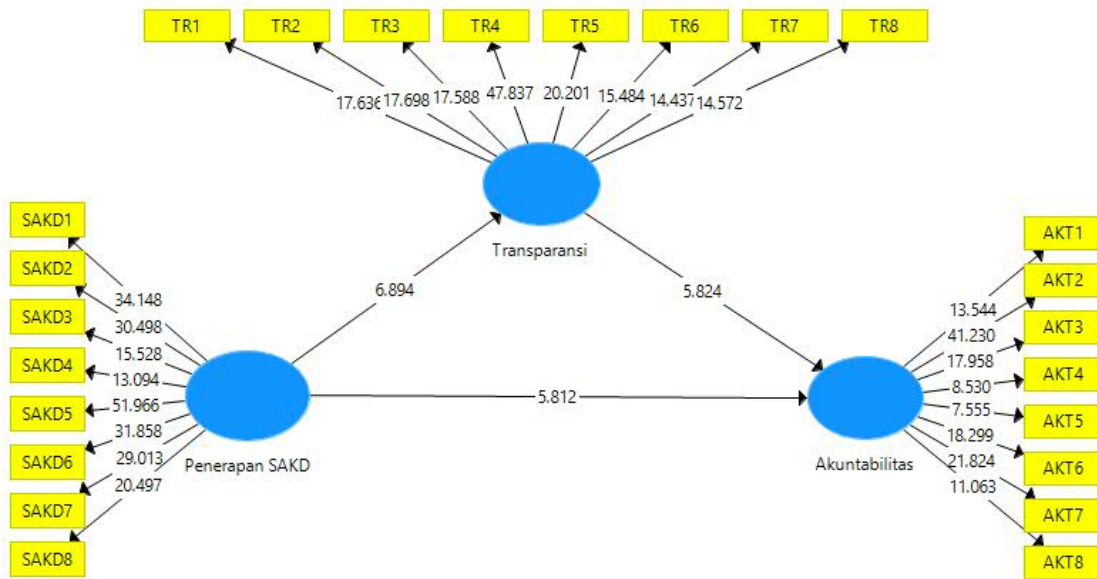 TR1 TR2 TR3 TR4 TR5 TR6 TR7 TR8
17.636 17.698 17.588 47.837 20.201 15.484 14.437 14.572
Transparansi
6.894
5.824
5.812
SAKD1
SAKD2
SAKD3
SAKD4
SAKD5
SAKD6
SAKD7
SAKD8
34.148
30.498
15.528
13.094
51.966
31.858
29.013
20.497
Penerapan SAKD
AKT1
AKT2
AKT3
AKT4
AKT5
AKT6
AKT7
AKT8
13.544
41.230
17.958
8.530
7.555
18.299
21.824
11.063
Akuntabilitas